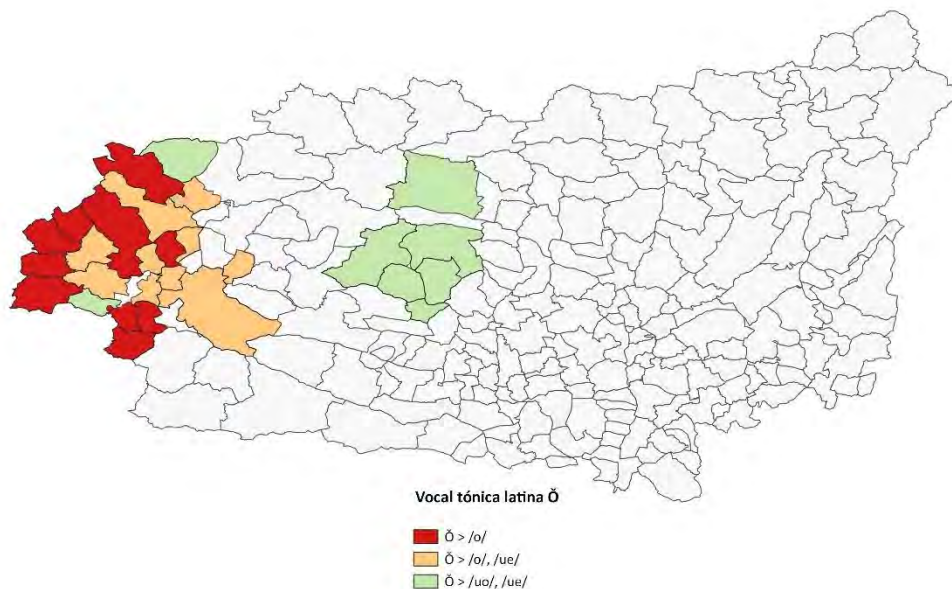 Vocal tónica latina Ŏ
Ŏ > /o/
Ŏ > /o/, /ue/
Ŏ > /uo/, /ue/